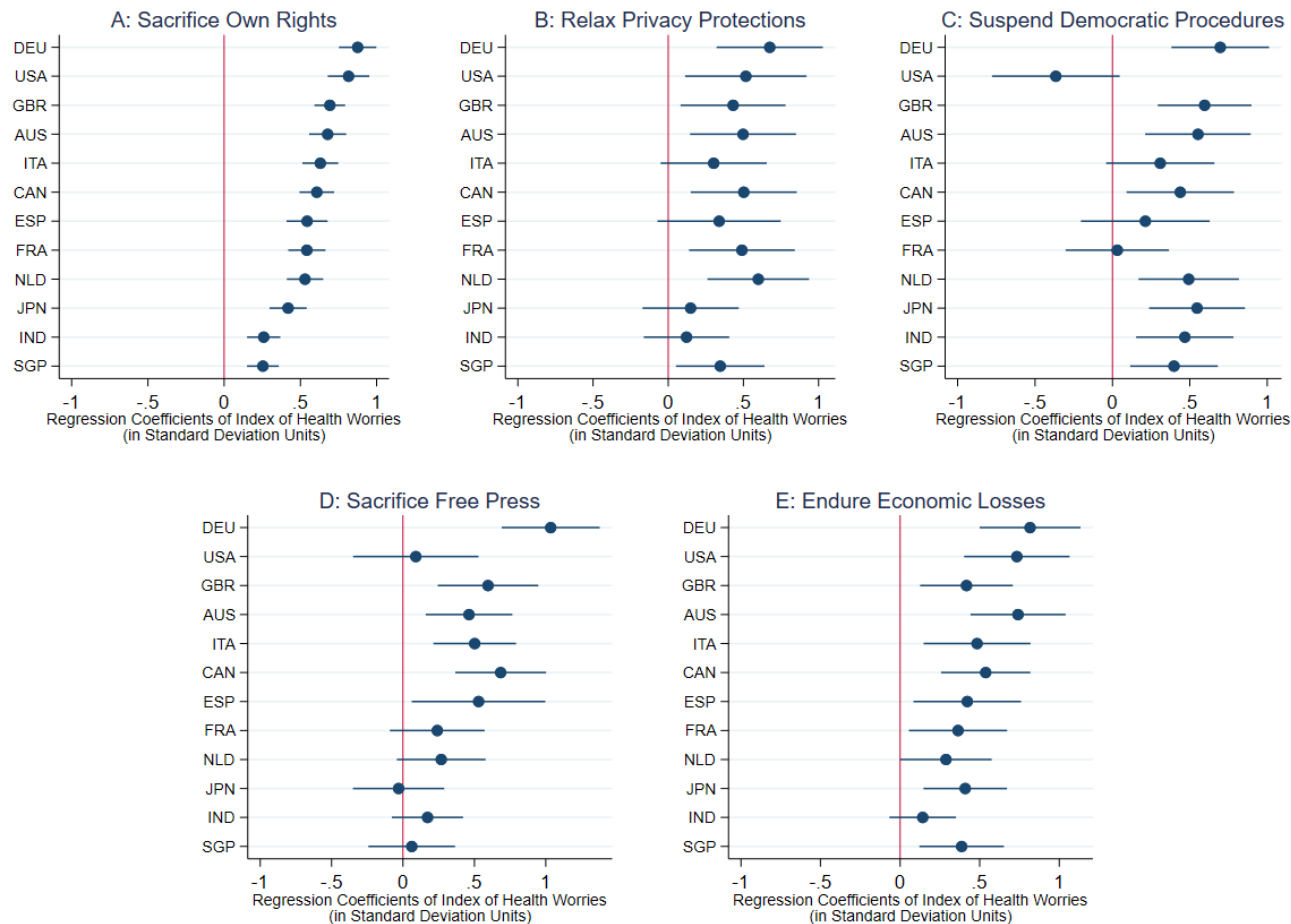 A: Sacrifice Own Rights
DEU
USA
GBR
AUS
ITA
CAN
ESP
FRA
NLD
JPN
IND
SGP
-1 -.5 0 .5 1
Regression Coefficients of Index of Health Worries
(in Standard Deviation Units)
B: Relax Privacy Protections
DEU
USA
GBR
AUS
ITA
CAN
ESP
FRA
NLD
JPN
IND
SGP
-1 -.5 0 .5 1
Regression Coefficients of Index of Health Worries
(in Standard Deviation Units)
C: Suspend Democratic Procedures
DEU
USA
GBR
AUS
ITA
CAN
ESP
FRA
NLD
JPN
IND
SGP
-1 -.5 0 .5 1
Regression Coefficients of Index of Health Worries
(in Standard Deviation Units)
D: Sacrifice Free Press
DEU
USA
GBR
AUS
ITA
CAN
ESP
FRA
NLD
JPN
IND
SGP
-1 -.5 0 .5 1
Regression Coefficients of Index of Health Worries
(in Standard Deviation Units)
E: Endure Economic Losses
DEU
USA
GBR
AUS
ITA
CAN
ESP
FRA
NLD
JPN
IND
SGP
-1 -.5 0 .5 1
Regression Coefficients of Index of Health Worries
(in Standard Deviation Units)